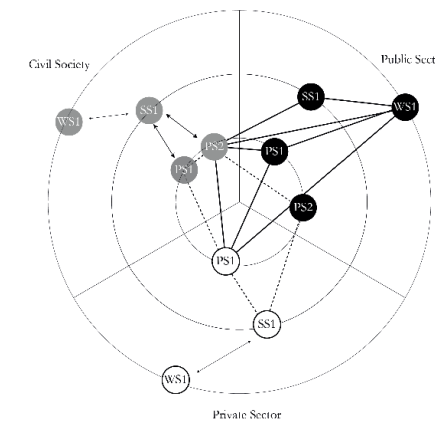 Civil Society
Public Sect
SS1
WS1
SS1
WS1
PS2
PS1
PS1
PS2
PS1
SS1
WS1
Private Sector